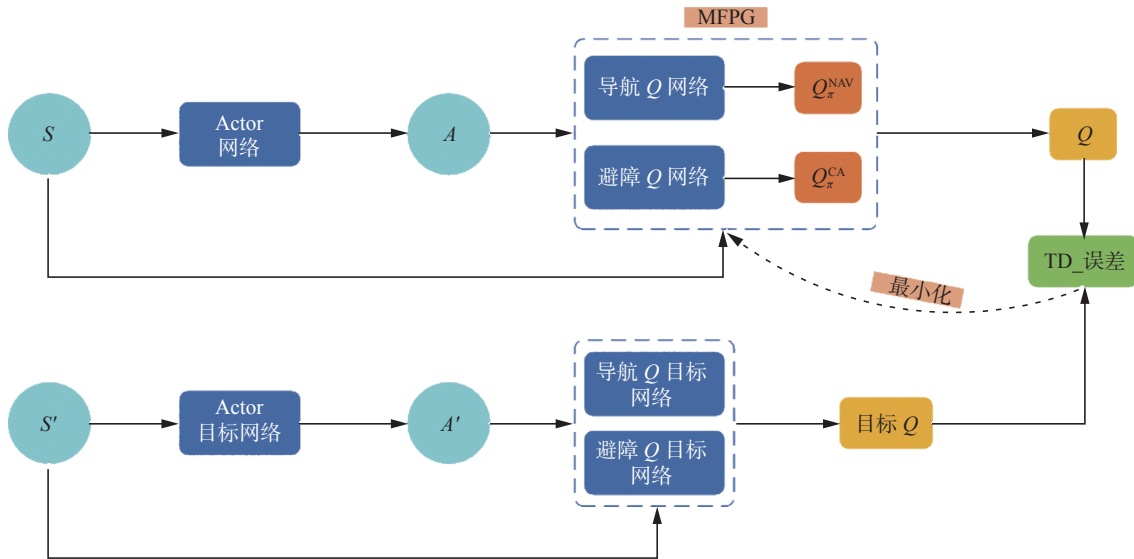 MFPG
导航 Q 网络
Q_π^NAV
S
Actor
网络
A
Q
避障 Q 网络
Q_π^CA
TD_误差
最小化
导航 Q 目标
网络
S′
Actor
目标网络
A′
目标 Q
避障 Q 目标
网络